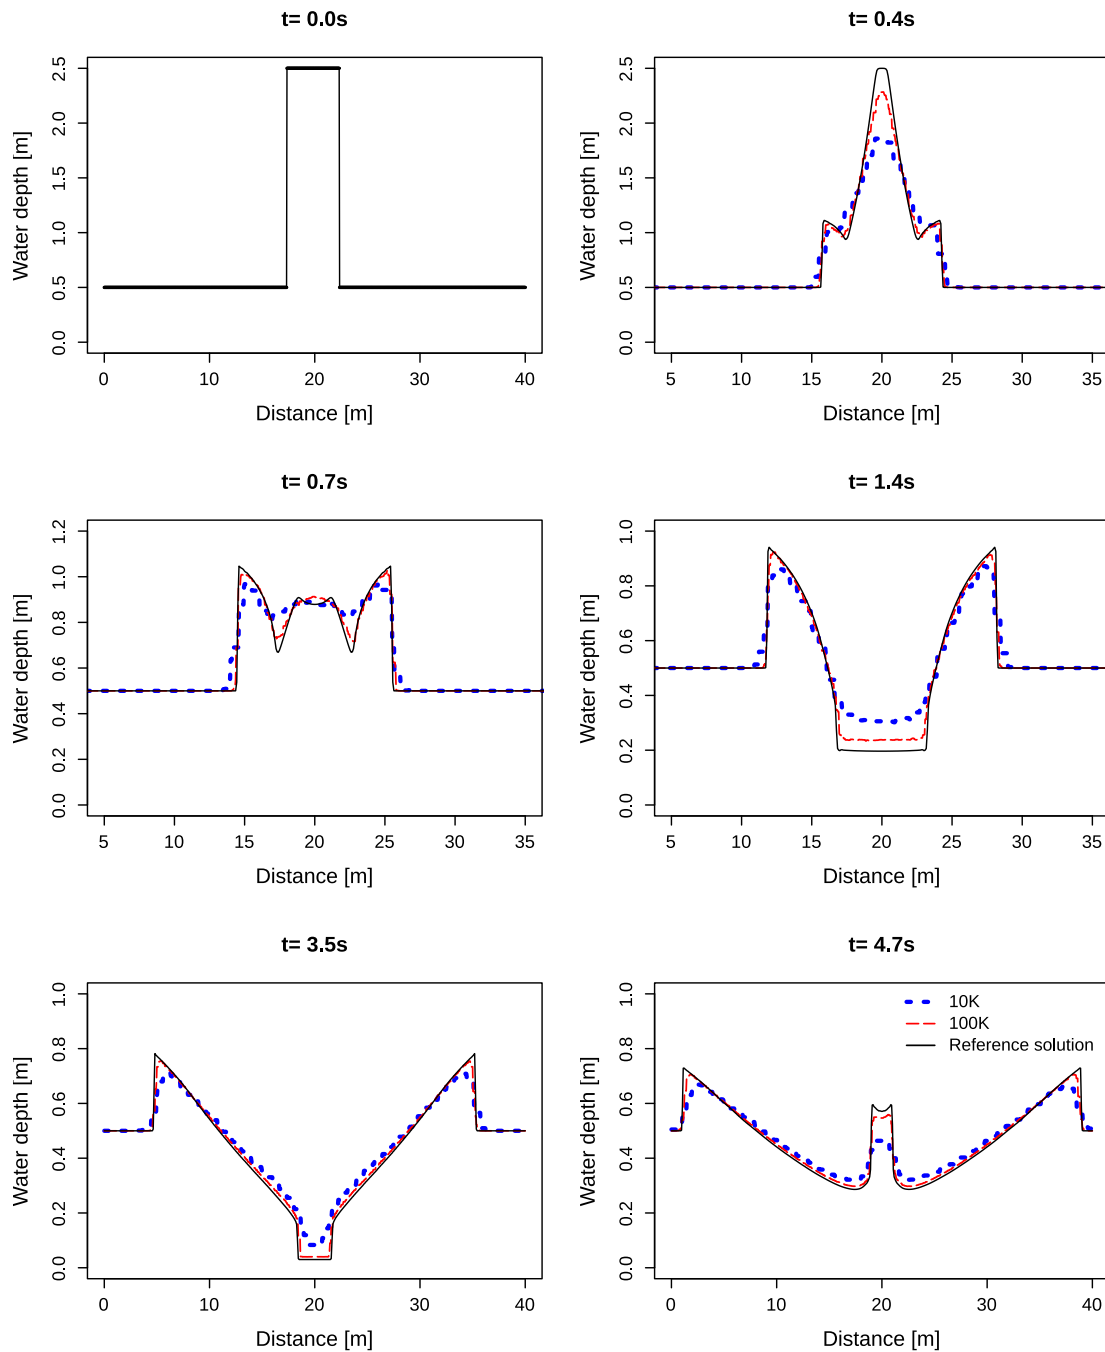 t= 0.0s
Water depth [m]
0.0 0.5 1.0 1.5 2.0 2.5
0 10 20 30 40
Distance [m]
t= 0.4s
Water depth [m]
0.0 0.5 1.0 1.5 2.0 2.5
5 10 15 20 25 30 35
Distance [m]
t= 0.7s
Water depth [m]
0.0 0.2 0.4 0.6 0.8 1.0 1.2
5 10 15 20 25 30 35
Distance [m]
t= 1.4s
Water depth [m]
0.0 0.2 0.4 0.6 0.8 1.0
5 10 15 20 25 30 35
Distance [m]
t= 3.5s
Water depth [m]
0.0 0.2 0.4 0.6 0.8 1.0
0 10 20 30 40
Distance [m]
t= 4.7s
Water depth [m]
0.0 0.2 0.4 0.6 0.8 1.0
10K
100K
Reference solution
0 10 20 30 40
Distance [m]